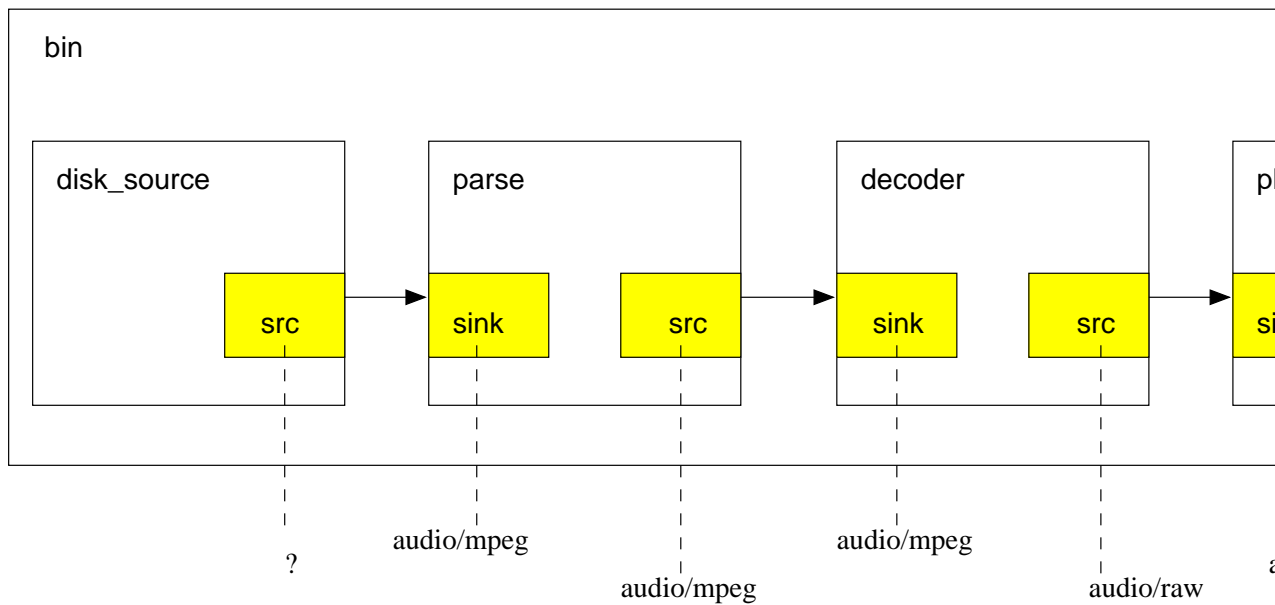 bin
disk_source
parse
decoder
src
sink
src
sink
src
?
audio/mpeg
audio/mpeg
audio/mpeg
audio/raw